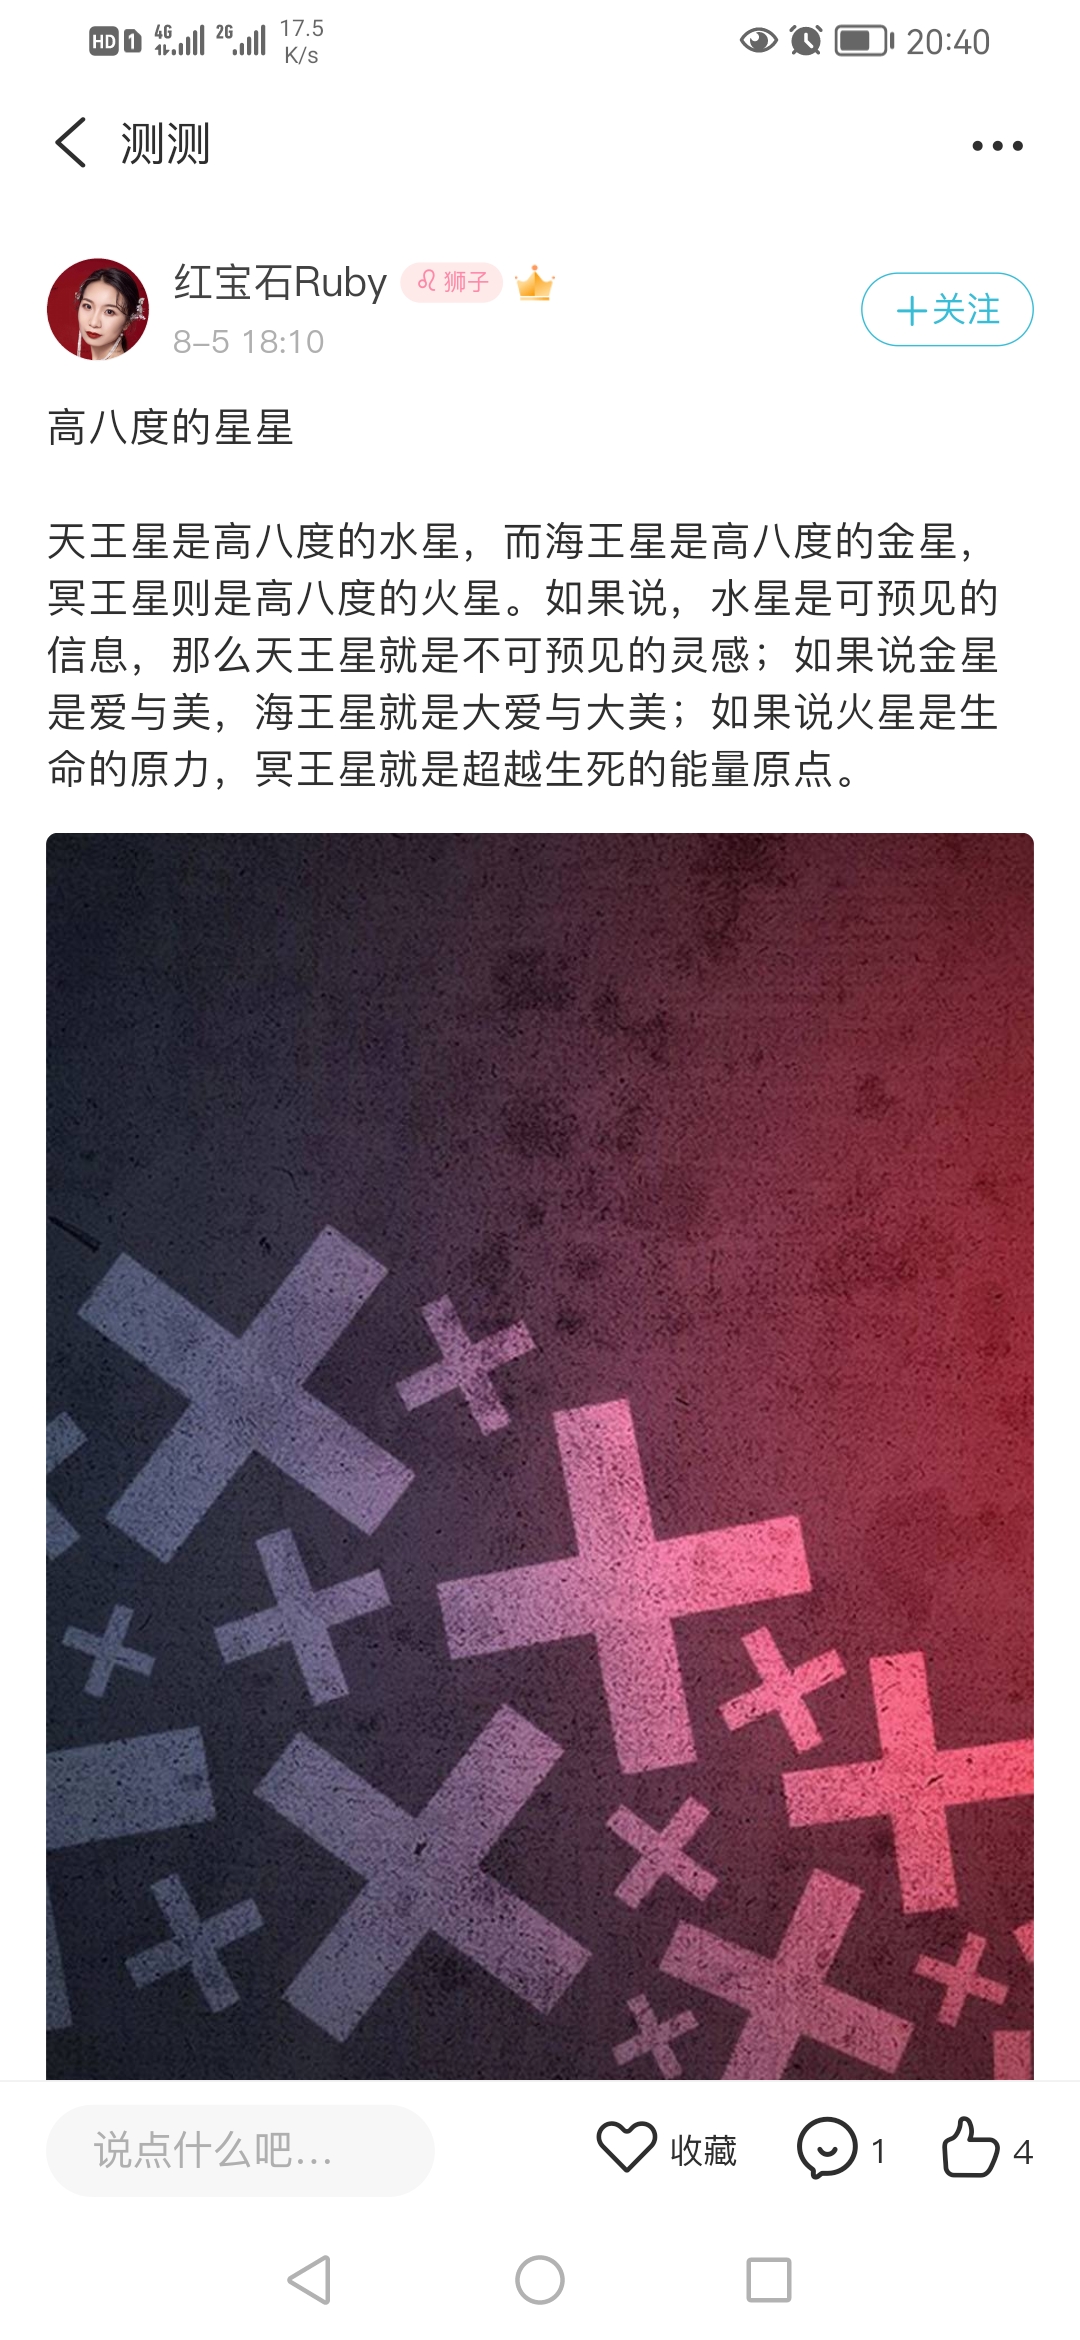 HD 1 4G 2G 17.5 K/s 20:40
测测
红宝石Ruby 狮子
8-5 18:10
+关注
高八度的星星
天王星是高八度的水星，而海王星是高八度的金星，
冥王星则是高八度的火星。如果说，水星是可预见的
信息，那么天王星就是不可预见的灵感；如果说金星
是爱与美，海王星就是大爱与大美；如果说火星是生
命的原力，冥王星就是超越生死的能量原点。
说点什么吧... 收藏 1 4